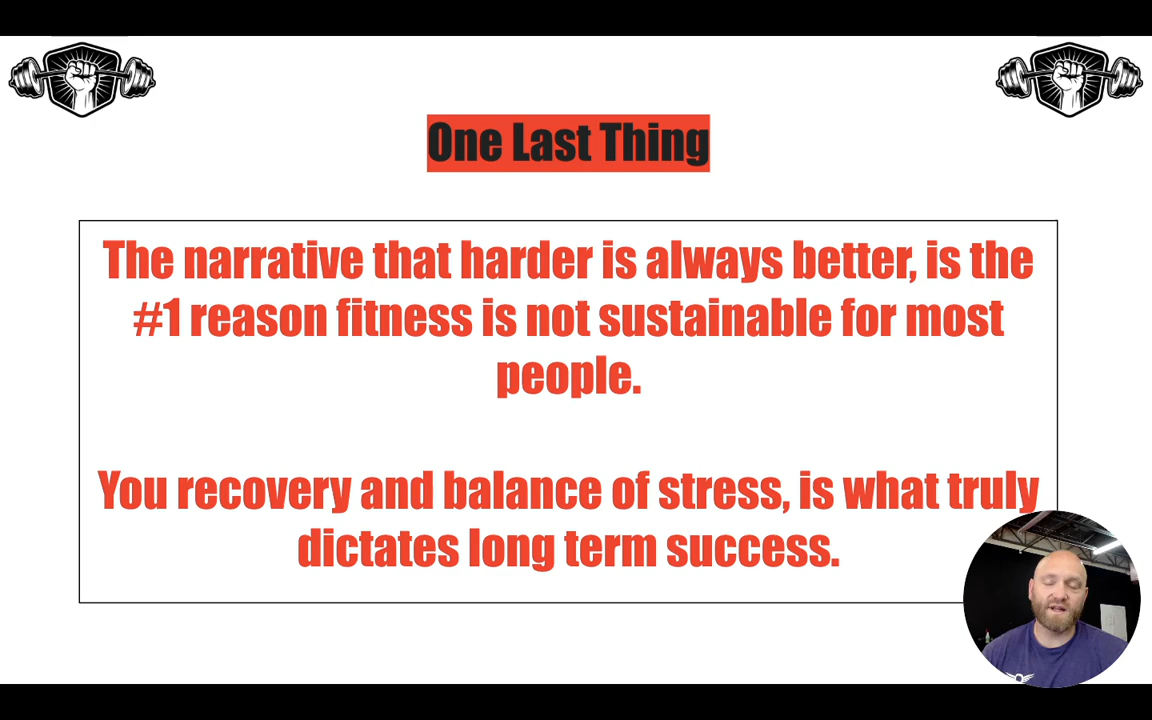 One Last Thing
The narrative that harder is always better, is the
#1 reason fitness is not sustainable for most
people.
You recovery and balance of stress, is what truly
dictates long term success.